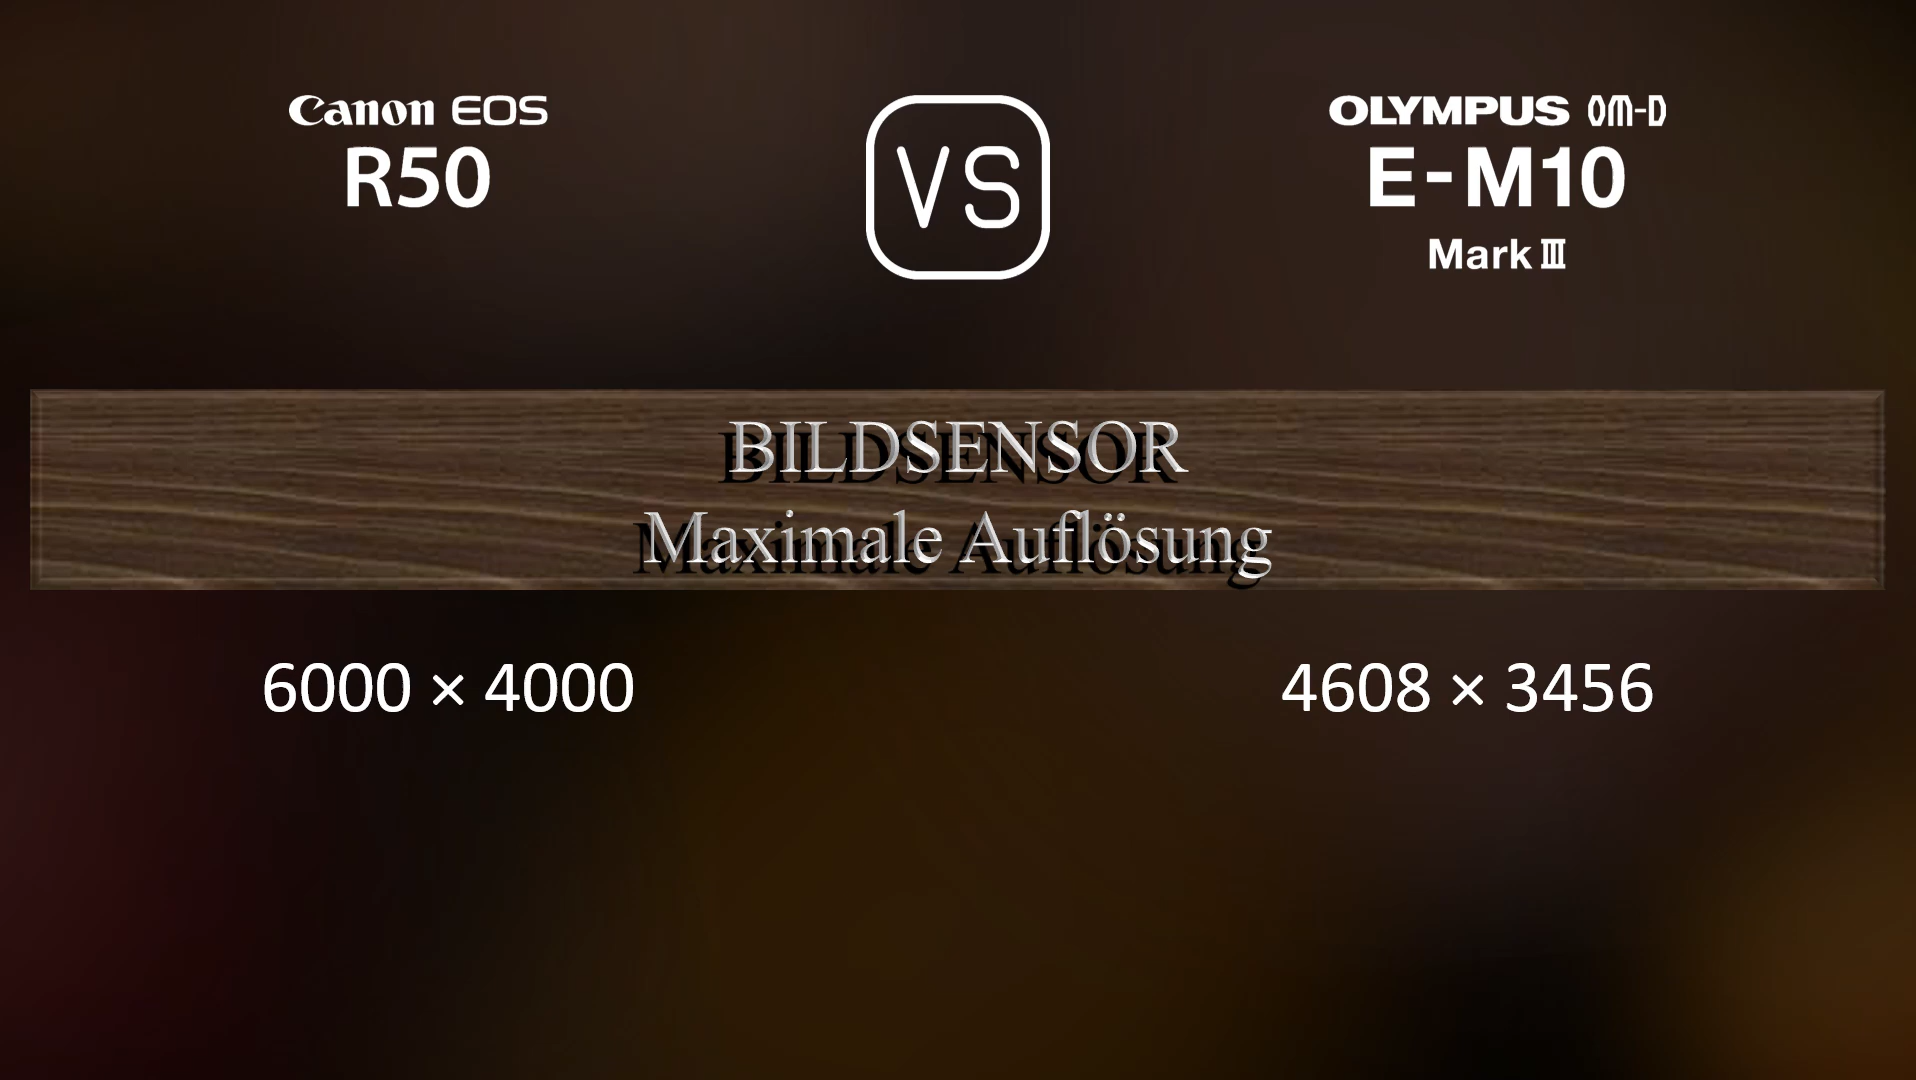 Canon EOS
R50
VS
OLYMPUS OM-D
E-M10
Mark III
BILDSENSOR
Maximale Auflösung
6000 × 4000
4608 × 3456